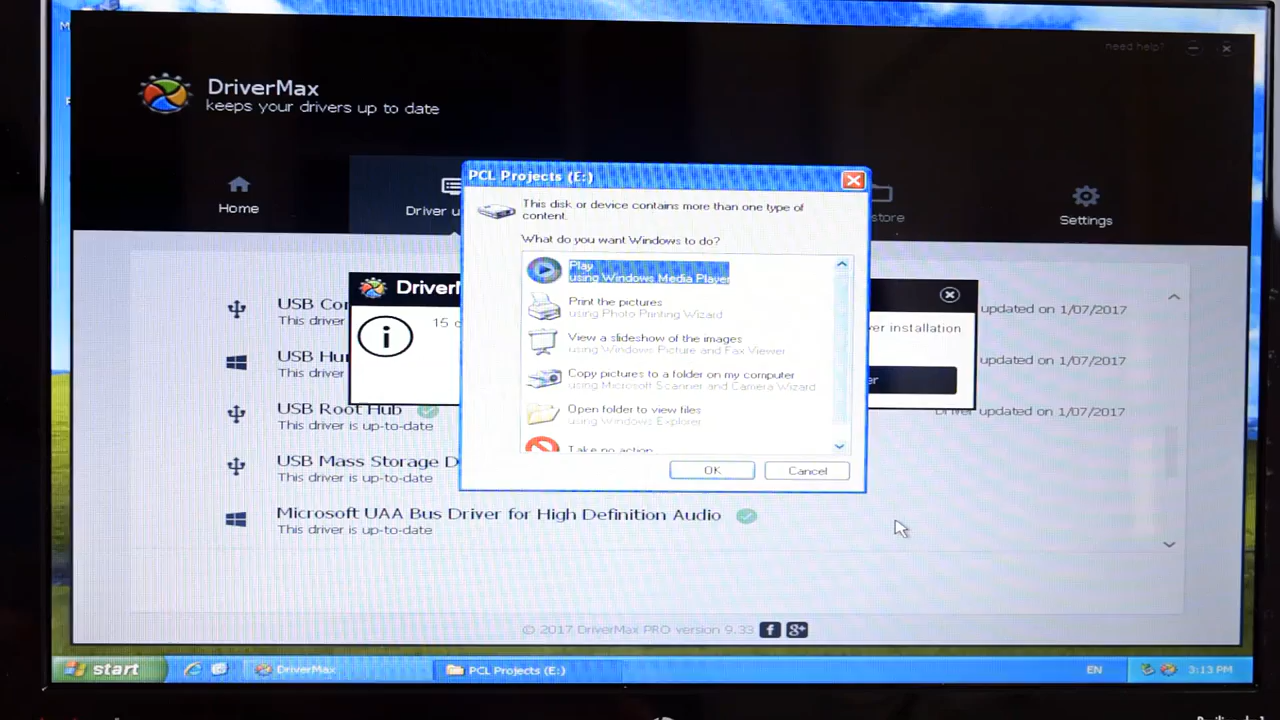 need help?
DriverMax
keeps your drivers up to date
Home
Driver u
store
Settings
PCL Projects (E:)
This disk or device contains more than one type of
content.
What do you want Windows to do?
Play
using Windows Media Player
Print the pictures
using Photo Printing Wizard
View a slideshow of the images
using Windows Picture and Fax Viewer
Copy pictures to a folder on my computer
using Microsoft Scanner and Camera Wizard
Open folder to view files
using Windows Explorer
Take no action
OK
Cancel
Driver
15
er installation
er
USB Co
This driver
updated on 1/07/2017
USB Hu
This driver
updated on 1/07/2017
USB Root Hub
This driver is up-to-date
Driver updated on 1/07/2017
USB Mass Storage D
This driver is up-to-date
Microsoft UAA Bus Driver for High Definition Audio
This driver is up-to-date
© 2017 DriverMax PRO version 9.33
start
DriverMax
PCL Projects (E:)
EN
3:13 PM